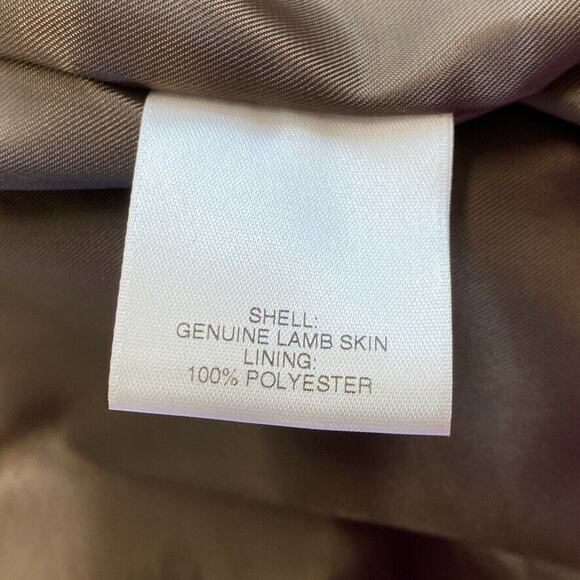 SHELL:
GENUINE LAMB SKIN
LINING:
100% POLYESTER